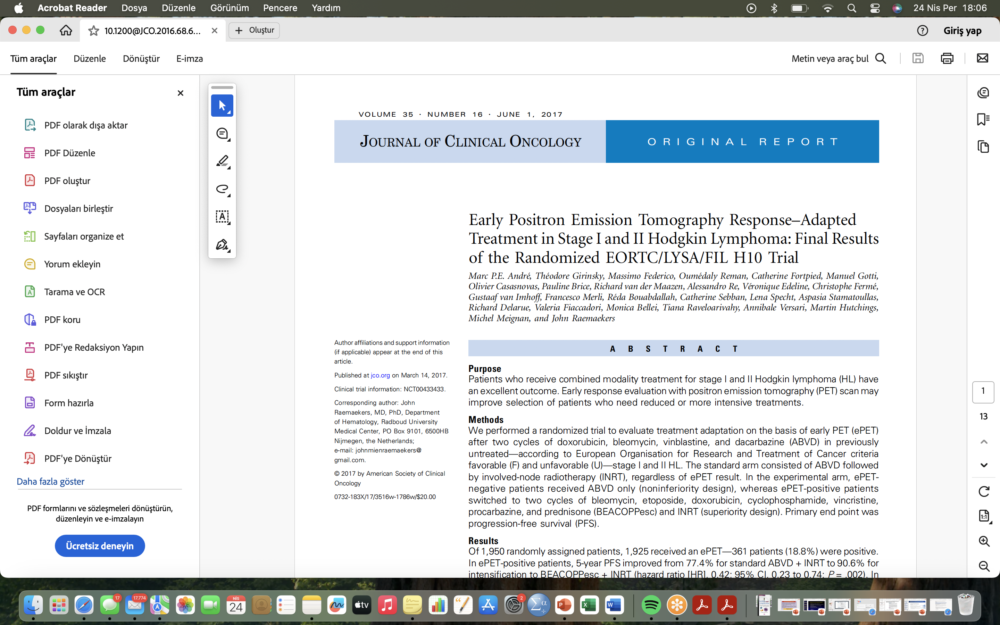 Acrobat Reader Dosya Düzenle Görünüm Pencere Yardım 24 Nis Per 18:06
10.1200@JCO.2016.68.6... Oluştur Giriş yap
Tüm araçlar Düzenle Dönüştür E-imza Metin veya araç bul
Tüm araçlar
PDF olarak dışa aktar
PDF Düzenle
PDF oluştur
Dosyaları birleştir
Sayfaları organize et
Yorum ekleyin
Tarama ve OCR
PDF koru
PDF'ye Redaksiyon Yapın
PDF sıkıştır
Form hazırla
Doldur ve İmzala
PDF'ye Dönüştür
Daha fazla göster
PDF formlarını ve sözleşmeleri dönüştürün,
düzenleyin ve e-imzalayın
Ücretsiz deneyin
VOLUME 35 · NUMBER 16 · JUNE 1, 2017
JOURNAL OF CLINICAL ONCOLOGY ORIGINAL REPORT
Early Positron Emission Tomography Response–Adapted
Treatment in Stage I and II Hodgkin Lymphoma: Final Results
of the Randomized EORTC/LYSA/FIL H10 Trial
Marc P.E. André, Théodore Girinsky, Massimo Federico, Oumédaly Reman, Catherine Fortpied, Manuel Gotti,
Olivier Casasnovas, Pauline Brice, Richard van der Maazen, Alessandro Re, Véronique Edeline, Christophe Fermé,
Gustaaf van Imhoff, Francesco Merli, Réda Bouabdallah, Catherine Sebban, Lena Specht, Aspasia Stamatoullas,
Richard Delarue, Valeria Fiaccadori, Monica Bellei, Tiana Raveloarivahy, Annibale Versari, Martin Hutchings,
Michel Meignan, and John Raemaekers
Author affiliations and support information
(if applicable) appear at the end of this
article.
Published at jco.org on March 14, 2017.
Clinical trial information: NCT00433433.
Corresponding author: John
Raemaekers, MD, PhD, Department
of Hematology, Radboud University
Medical Center, PO Box 9101, 6500HB
Nijmegen, the Netherlands;
e-mail: johnmienraemaekers@
gmail.com.
© 2017 by American Society of Clinical
Oncology
0732-183X/17/3516w-1786w/$20.00
ABSTRACT
Purpose
Patients who receive combined modality treatment for stage I and II Hodgkin lymphoma (HL) have
an excellent outcome. Early response evaluation with positron emission tomography (PET) scan may
improve selection of patients who need reduced or more intensive treatments.
Methods
We performed a randomized trial to evaluate treatment adaptation on the basis of early PET (ePET)
after two cycles of doxorubicin, bleomycin, vinblastine, and dacarbazine (ABVD) in previously
untreated—according to European Organisation for Research and Treatment of Cancer criteria
favorable (F) and unfavorable (U)—stage I and II HL. The standard arm consisted of ABVD followed
by involved-node radiotherapy (INRT), regardless of ePET result. In the experimental arm, ePET-
negative patients received ABVD only (noninferiority design), whereas ePET-positive patients
switched to two cycles of bleomycin, etoposide, doxorubicin, cyclophosphamide, vincristine,
procarbazine, and prednisone (BEACOPPesc) and INRT (superiority design). Primary end point was
progression-free survival (PFS).
Results
Of 1,950 randomly assigned patients, 1,925 received an ePET—361 patients (18.8%) were positive.
In ePET-positive patients, 5-year PFS improved from 77.4% for standard ABVD + INRT to 90.6% for
intensification to BEACOPPesc + INRT (hazard ratio [HR], 0.42; 95% CI, 0.23 to 0.74; P = .002). In
1
13
1:1
17
17.774
NİS
24
tv
2